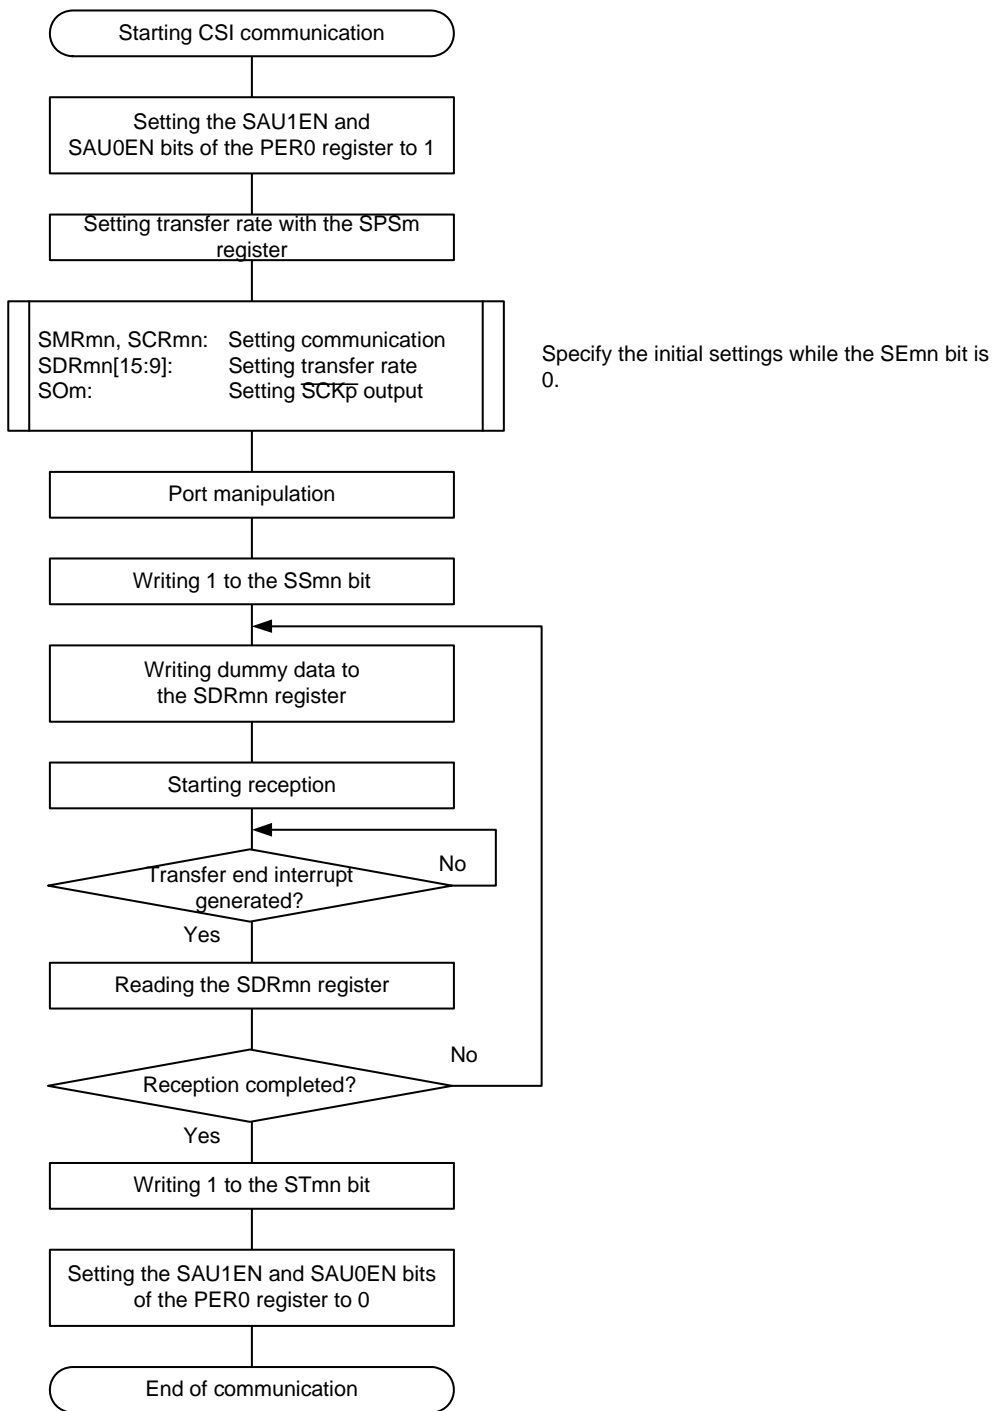 Starting CSI communication
Setting the SAU1EN and
SAU0EN bits of the PER0 register to 1
Setting transfer rate with the SPSm
register
SMRmn, SCRmn: Setting communication
SDRmn[15:9]: Setting transfer rate
SOm: Setting SCKp output
Specify the initial settings while the SEmn bit is
0.
Port manipulation
Writing 1 to the SSmn bit
Writing dummy data to
the SDRmn register
Starting reception
Transfer end interrupt
generated?
No
Yes
Reading the SDRmn register
No
Reception completed?
Yes
Writing 1 to the STmn bit
Setting the SAU1EN and SAU0EN bits
of the PER0 register to 0
End of communication